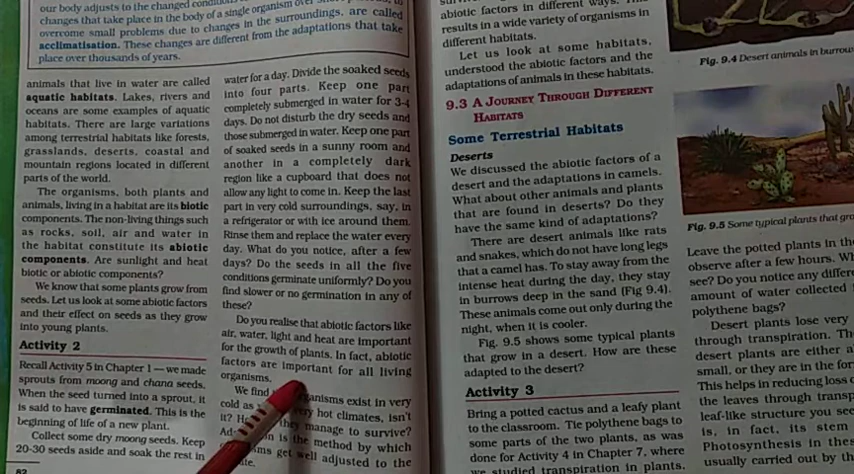 our body adjusts to the changed
changes that take place in the body of a single organism over
overcome small problems due to changes in the surroundings, are called
acclimatisation. These changes are different from the adaptations that take
place over thousands of years.
animals that live in water are called
aquatic habitats. Lakes, rivers and
oceans are some examples of aquatic
habitats. There are large variations
among terrestrial habitats like forests,
grasslands, deserts, coastal and
mountain regions located in different
parts of the world.
The organisms, both plants and
animals, living in a habitat are its biotic
components. The non-living things such
as rocks, soil, air and water in
the habitat constitute its abiotic
components. Are sunlight and heat
biotic or abiotic components?
We know that some plants grow from
seeds. Let us look at some abiotic factors
and their effect on seeds as they grow
into young plants.
Activity 2
Recall Activity 5 in Chapter 1 — we made
sprouts from moong and chana seeds.
When the seed turned into a sprout, it
is said to have germinated. This is the
beginning of life of a new plant.
Collect some dry moong seeds. Keep
20-30 seeds aside and soak the rest in
82
water for a day. Divide the soaked seeds
into four parts. Keep one part
completely submerged in water for 3-4
days. Do not disturb the dry seeds and
those submerged in water. Keep one part
of soaked seeds in a sunny room and
another in a completely dark
region like a cupboard that does not
allow any light to come in. Keep the last
part in very cold surroundings, say, in
a refrigerator or with ice around them.
Rinse them and replace the water every
day. What do you notice, after a few
days? Do the seeds in all the five
conditions germinate uniformly? Do you
find slower or no germination in any of
these?
Do you realise that abiotic factors like
air, water, light and heat are important
for the growth of plants. In fact, abiotic
factors are important for all living
organisms.
We find organisms exist in very
cold as very hot climates, isn't
it? they manage to survive?
is the method by which
get well adjusted to the
abiotic factors in different ways.
results in a wide variety of organisms in
different habitats.
Let us look at some habitats,
understood the abiotic factors and the
adaptations of animals in these habitats.
9.3 A JOURNEY THROUGH DIFFERENT
HABITATS
Some Terrestrial Habitats
Deserts
We discussed the abiotic factors of a
desert and the adaptations in camels.
What about other animals and plants
that are found in deserts? Do they
have the same kind of adaptations?
There are desert animals like rats
and snakes, which do not have long legs
that a camel has. To stay away from the
intense heat during the day, they stay
in burrows deep in the sand (Fig 9.4).
These animals come out only during the
night, when it is cooler.
Fig. 9.5 shows some typical plants
that grow in a desert. How are these
adapted to the desert?
Activity 3
Bring a potted cactus and a leafy plant
to the classroom. Tie polythene bags to
some parts of the two plants, as was
done for Activity 4 in Chapter 7, where
we studied transpiration in plants.
Fig. 9.4 Desert animals in burrow
Fig. 9.5 Some typical plants that
Leave the potted plants in the
observe after a few hours.
see? Do you notice any
amount of water collected
polythene bags?
Desert plants lose very
through transpiration.
desert plants are either a
small, or they are in the
This helps in reducing loss
the leaves through
leaf-like structure you see
is, in fact, its stem
Photosynthesis in
usually carried out by